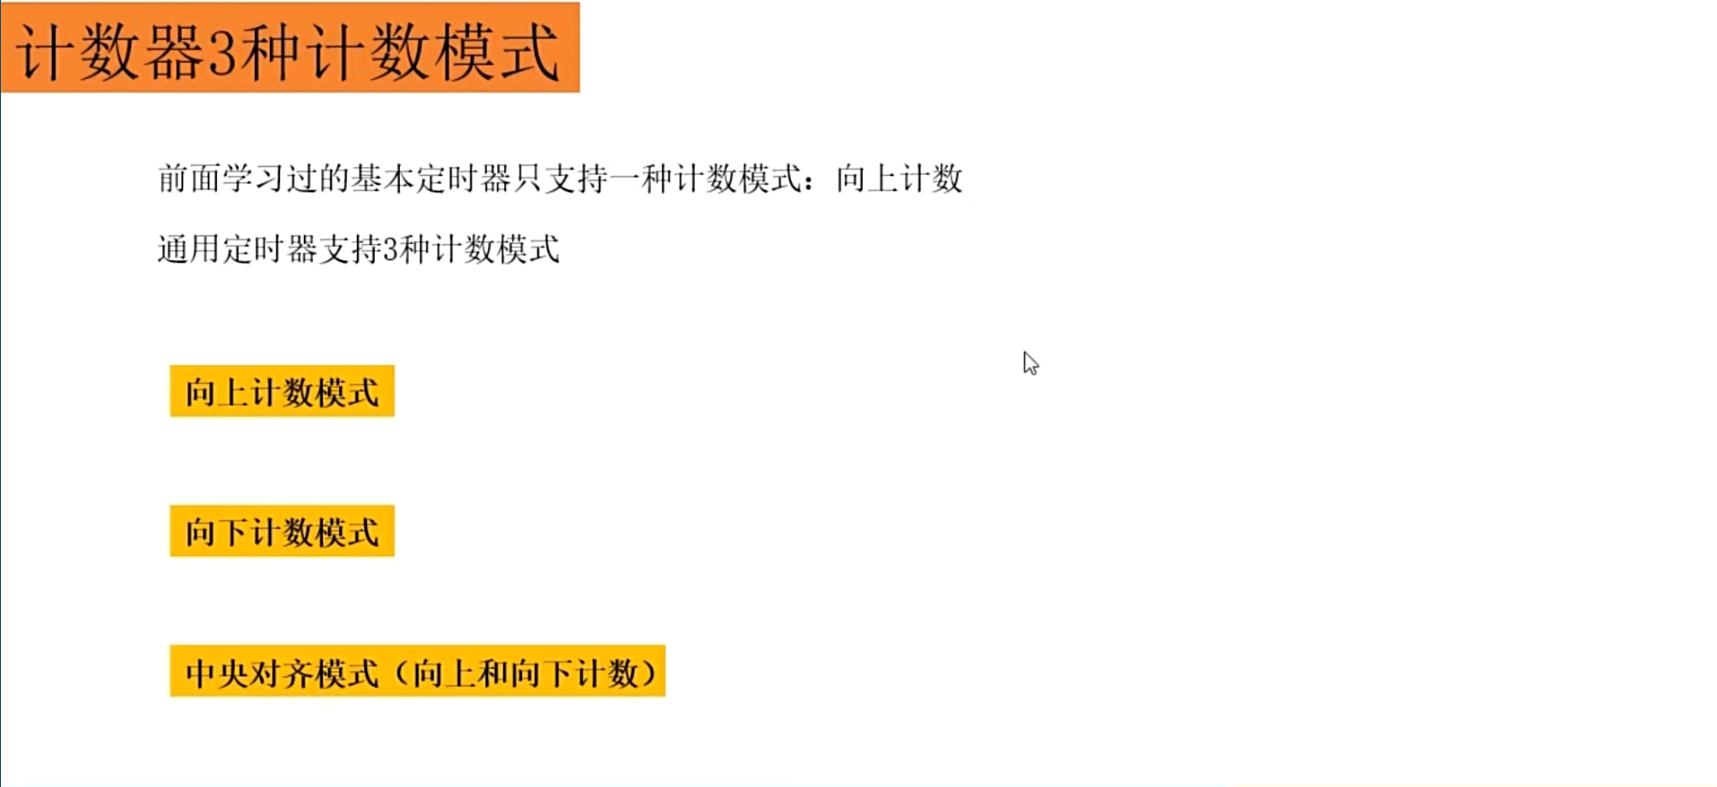 计数器3种计数模式
前面学习过的基本定时器只支持一种计数模式：向上计数
通用定时器支持3种计数模式
向上计数模式
向下计数模式
中央对齐模式（向上和向下计数）